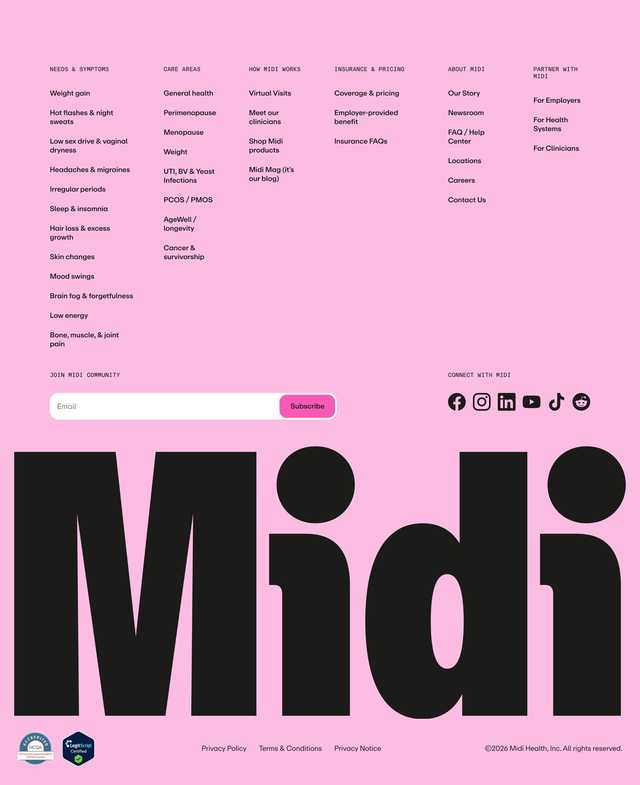 NEEDS & SYMPTOMS
Weight gain
Hot flashes & night
sweats
Low sex drive & vaginal
dryness
Headaches & migraines
Irregular periods
Sleep & insomnia
Hair loss & excess
growth
Skin changes
Mood swings
Brain fog & forgetfulness
Low energy
Bone, muscle, & joint
pain
CARE AREAS
General health
Perimenopause
Menopause
Weight
UTI, BV & Yeast
Infections
PCOS / PMOS
AgeWell /
longevity
Cancer &
survivorship
HOW MIDI WORKS
Virtual Visits
Meet our
clinicians
Shop Midi
products
Midi Mag (it's
our blog)
INSURANCE & PRICING
Coverage & pricing
Employer-provided
benefit
Insurance FAQs
ABOUT MIDI
Our Story
Newsroom
FAQ / Help
Center
Locations
Careers
Contact Us
PARTNER WITH
MIDI
For Employers
For Health
Systems
For Clinicians
JOIN MIDI COMMUNITY
Email
Subscribe
CONNECT WITH MIDI
Midi
ACCREDITED
NCQA
LegitScript
Certified
Privacy Policy
Terms & Conditions
Privacy Notice
©2026 Midi Health, Inc. All rights reserved.